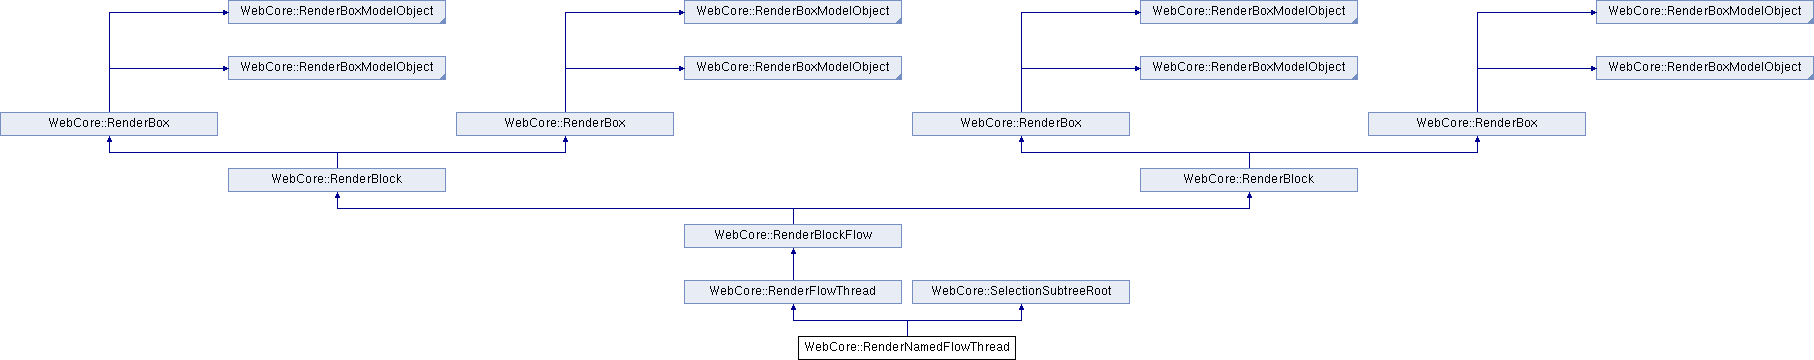 WebCore::RenderBoxModelObject
WebCore::RenderBoxModelObject
WebCore::RenderBoxModelObject
WebCore::RenderBoxModelObject
WebCore::RenderBoxModelObject
WebCore::RenderBoxModelObject
WebCore::RenderBoxModelObject
WebCore::RenderBoxModelObject
WebCore::RenderBox
WebCore::RenderBox
WebCore::RenderBox
WebCore::RenderBox
WebCore::RenderBlock
WebCore::RenderBlock
WebCore::RenderBlockFlow
WebCore::RenderFlowThread
WebCore::SelectionSubtreeRoot
WebCore::RenderNamedFlowThread